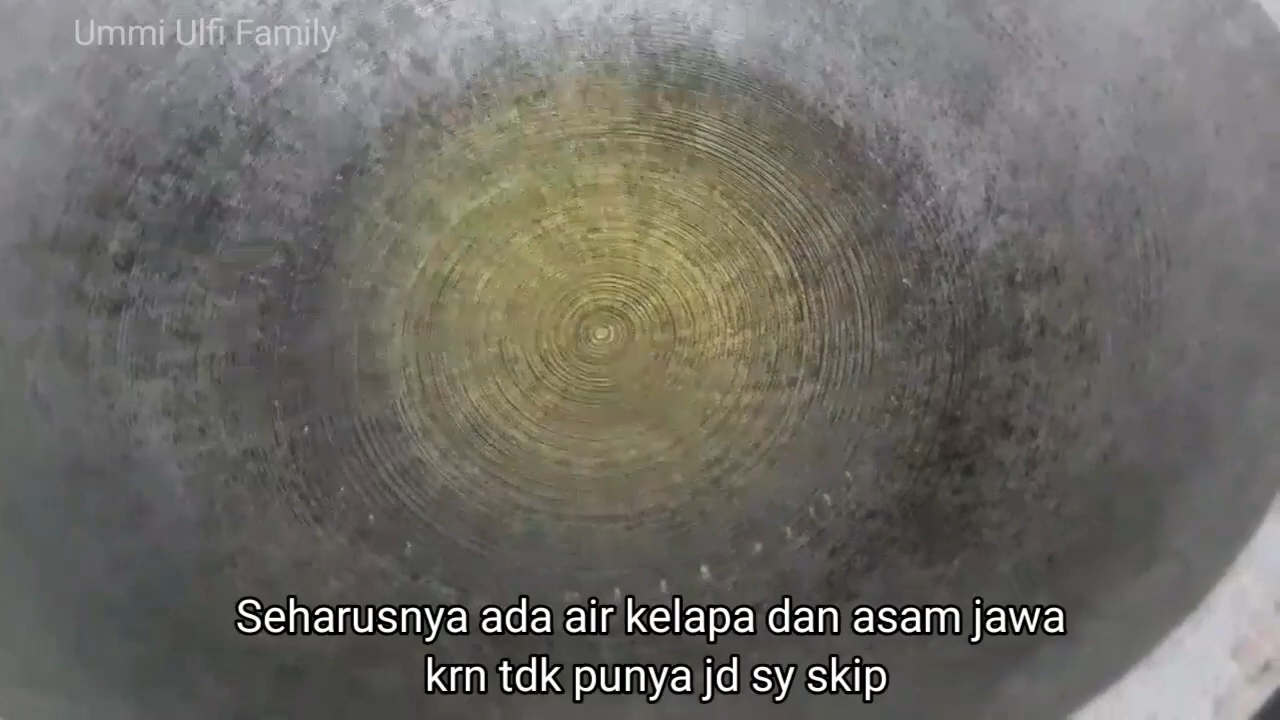 Ummi Ulfi Family
Seharusnya ada air kelapa dan asam jawa
krn tdk punya jd sy skip